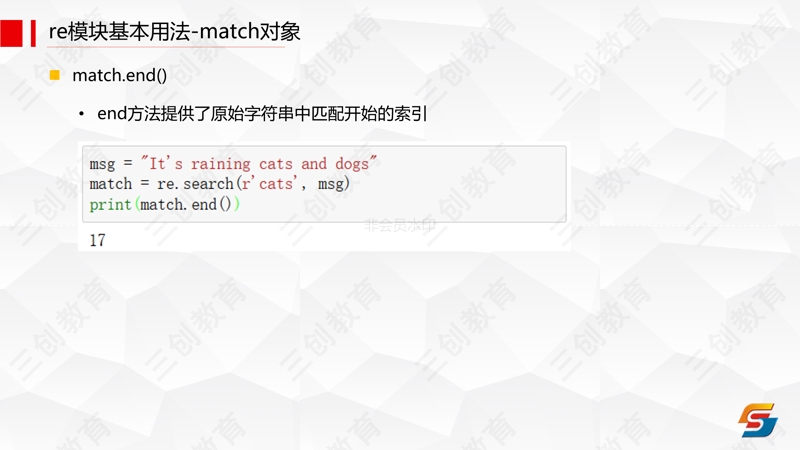 re模块基本用法-match对象
match.end()
• end方法提供了原始字符串中匹配开始的索引
msg = "It's raining cats and dogs"
match = re.search(r'cats', msg)
print(match.end())
非会员水印
17
三创教育